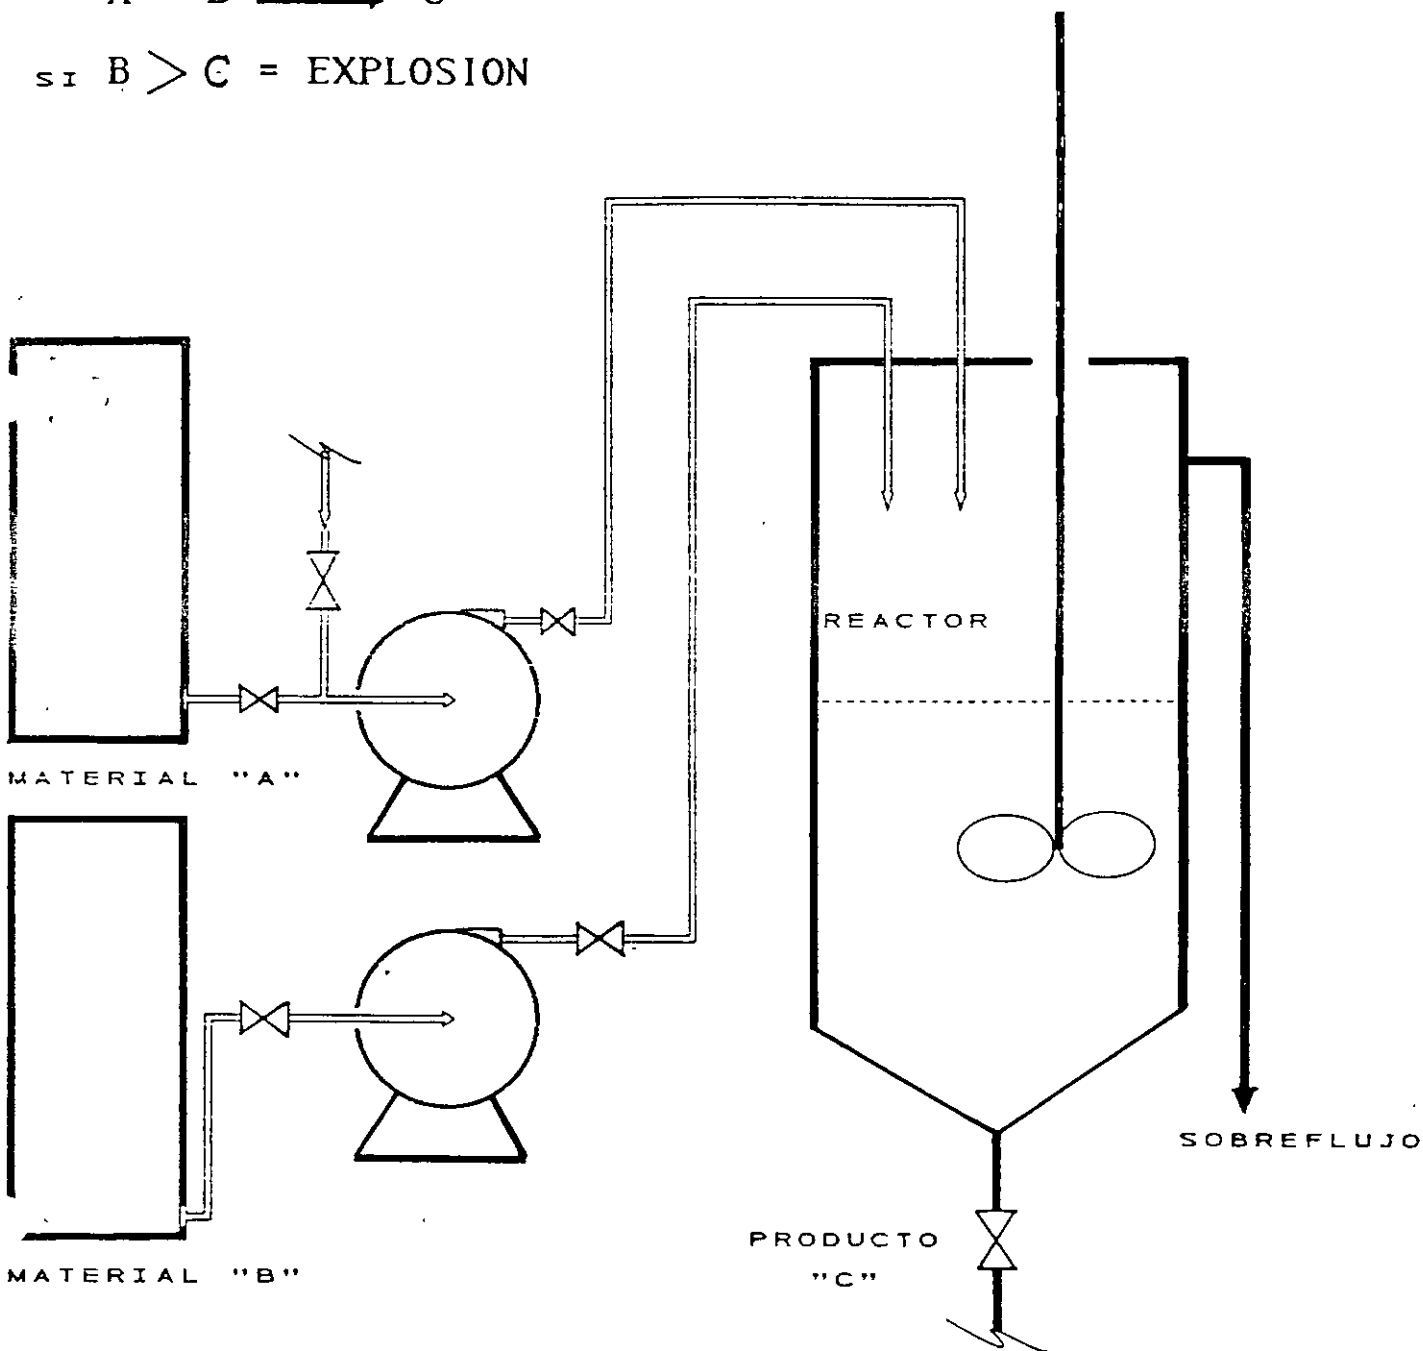 SI B > C = EXPLOSION
REACTOR
MATERIAL "A"
SOBREFLUJO
PRODUCTO
"C"
MATERIAL "B"